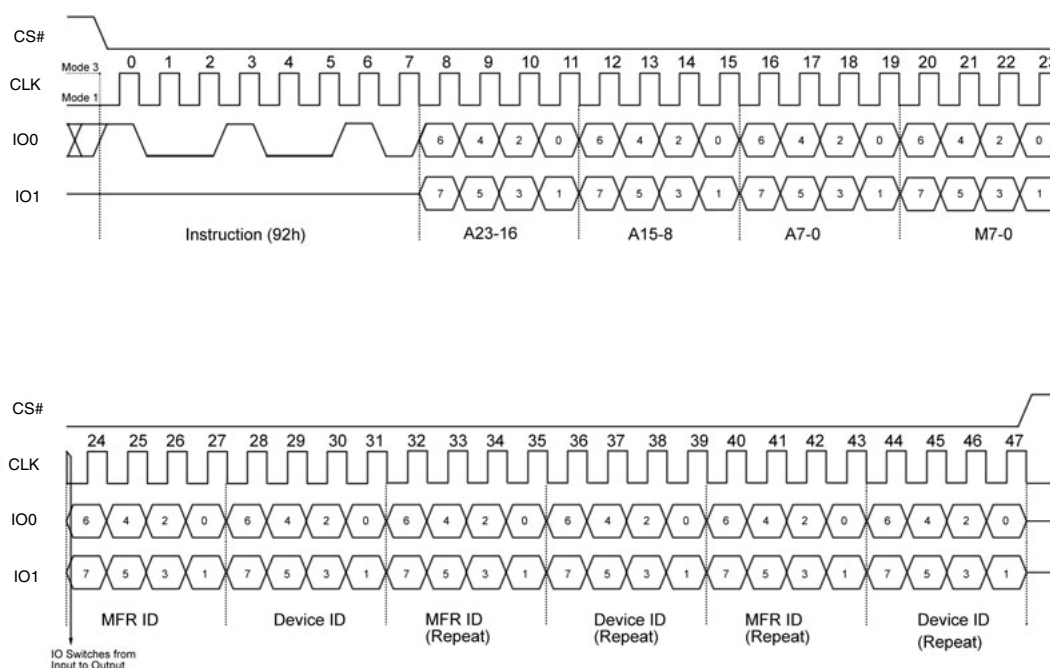 CS#
0 1 2 3 4 5 6 7 8 9 10 11 12 13 14 15 16 17 18 19 20 21 22 23
Mode 3
CLK
Mode 1
IO0
6 4 2 0 6 4 2 0 6 4 2 0 6 4 2 0
IO1
7 5 3 1 7 5 3 1 7 5 3 1 7 5 3 1
Instruction (92h) A23-16 A15-8 A7-0 M7-0
CS#
24 25 26 27 28 29 30 31 32 33 34 35 36 37 38 39 40 41 42 43 44 45 46 47
CLK
IO0
6 4 2 0 6 4 2 0 6 4 2 0 6 4 2 0 6 4 2 0 6 4 2 0
IO1
7 5 3 1 7 5 3 1 7 5 3 1 7 5 3 1 7 5 3 1 7 5 3 1
MFR ID Device ID MFR ID Device ID MFR ID Device ID
(Repeat) (Repeat) (Repeat) (Repeat)
IO Switches from
Input to Output